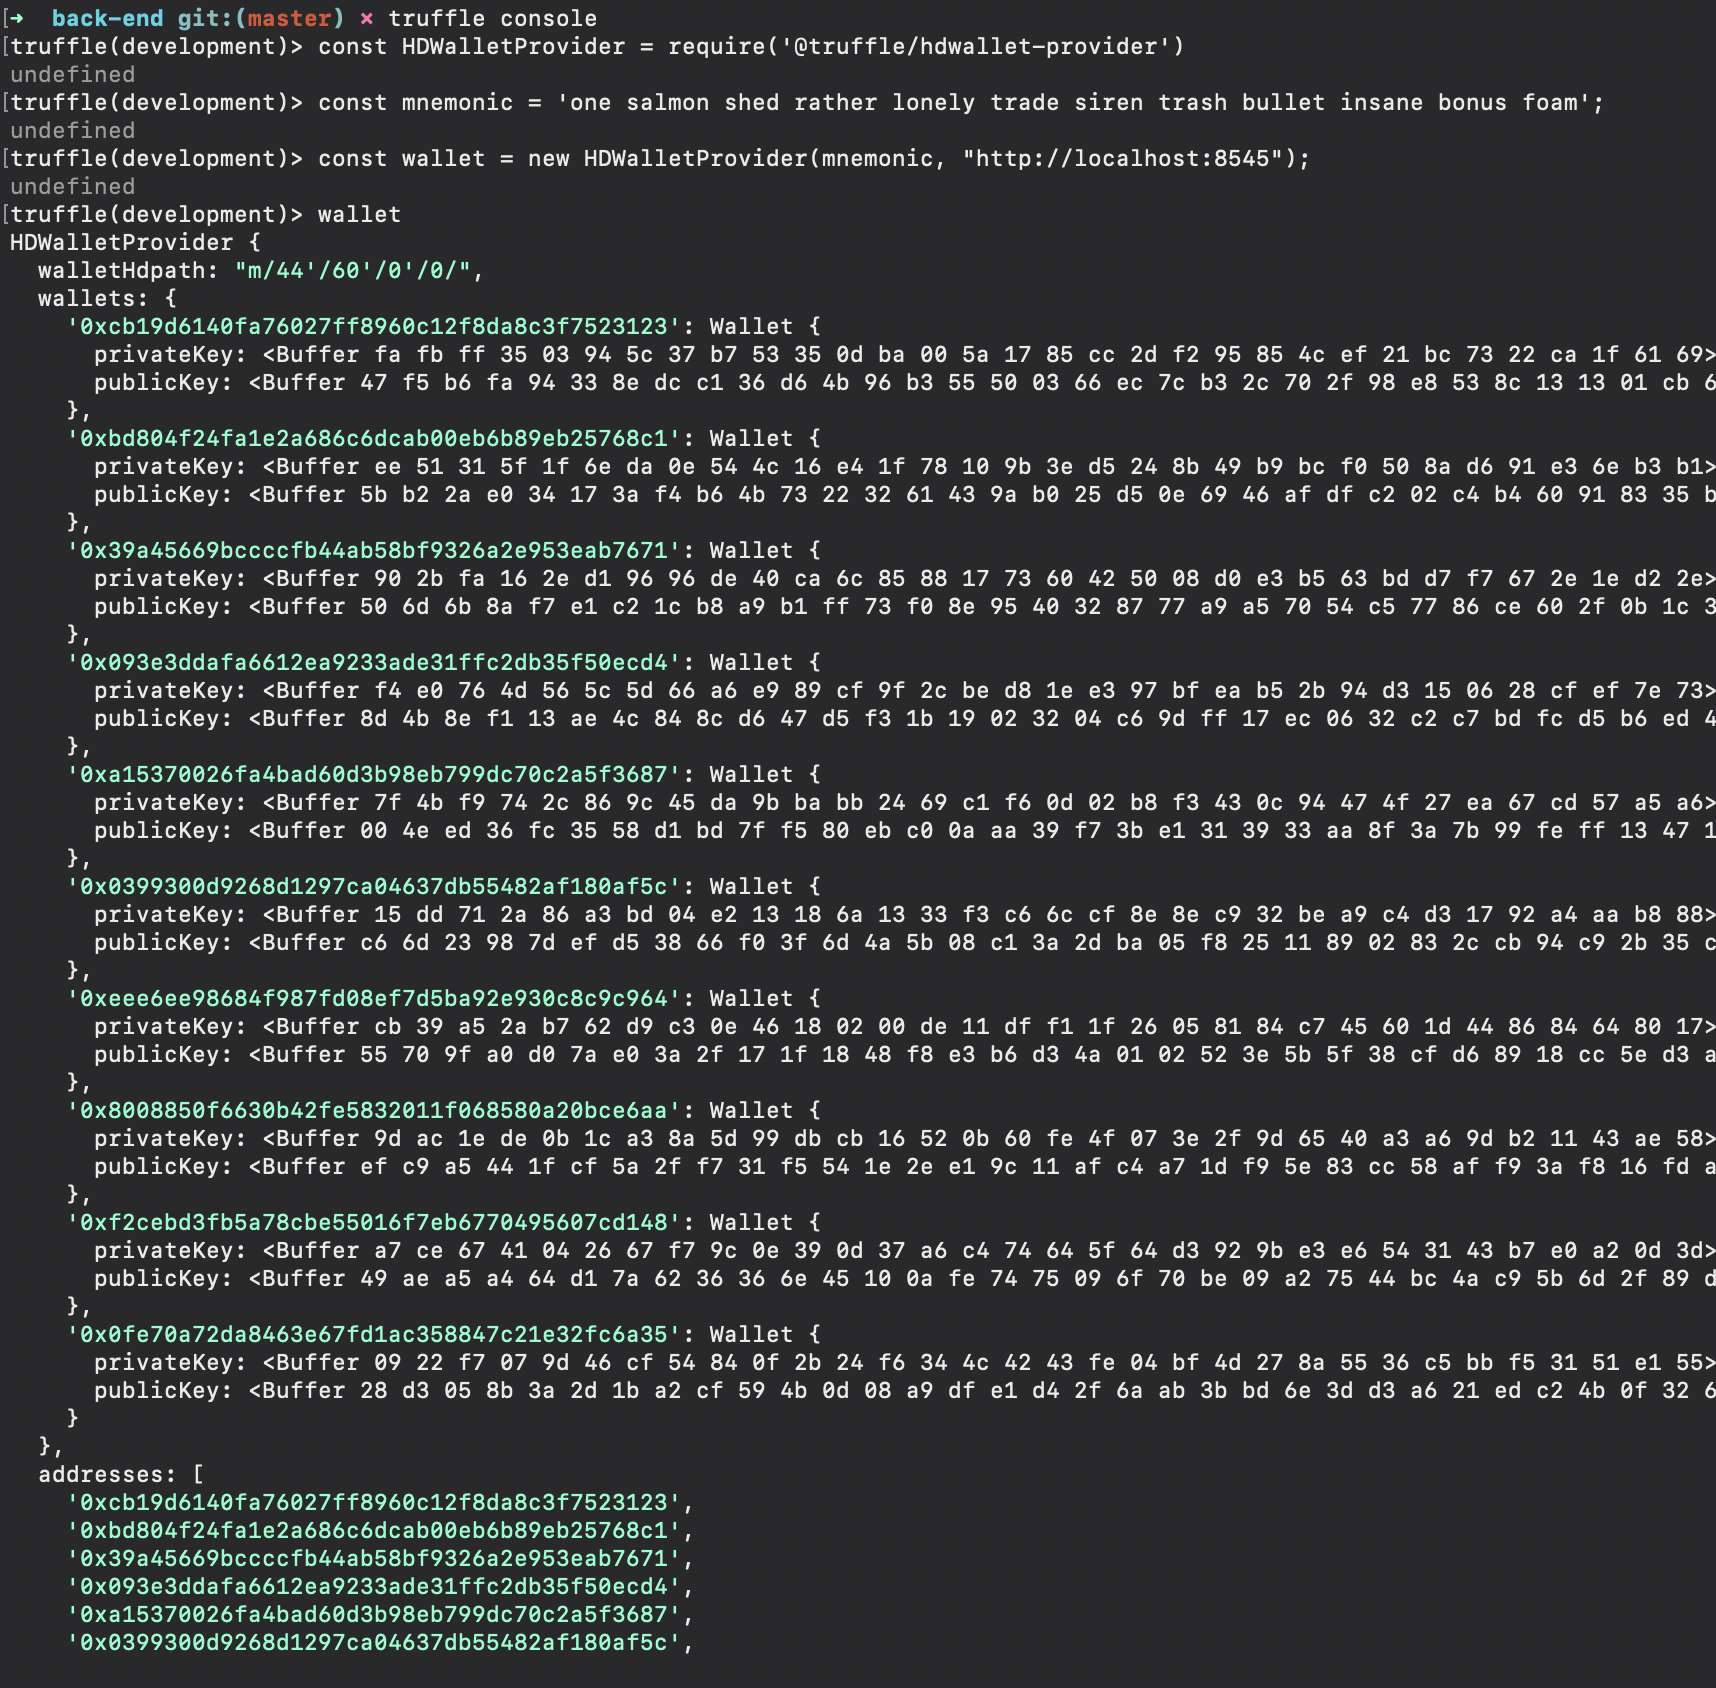 [➜  back-end git:(master) × truffle console
[truffle(development)> const HDWalletProvider = require('@truffle/hdwallet-provider')
undefined
[truffle(development)> const mnemonic = 'one salmon shed rather lonely trade siren trash bullet insane bonus foam';
undefined
[truffle(development)> const wallet = new HDWalletProvider(mnemonic, "http://localhost:8545");
undefined
[truffle(development)> wallet
HDWalletProvider {
  walletHdpath: "m/44'/60'/0'/0/",
  wallets: {
    '0xcb19d6140fa76027ff8960c12f8da8c3f7523123': Wallet {
      privateKey: <Buffer fa fb ff 35 03 94 5c 37 b7 53 35 0d ba 00 5a 17 85 cc 2d f2 95 85 4c ef 21 bc 73 22 ca 1f 61 69>
      publicKey: <Buffer 47 f5 b6 fa 94 33 8e dc c1 36 d6 4b 96 b3 55 50 03 66 ec 7c b3 2c 70 2f 98 e8 53 8c 13 13 01 cb 6
    },
    '0xbd804f24fa1e2a686c6dcab00eb6b89eb25768c1': Wallet {
      privateKey: <Buffer ee 51 31 5f 1f 6e da 0e 54 4c 16 e4 1f 78 10 9b 3e d5 24 8b 49 b9 bc f0 50 8a d6 91 e3 6e b3 b1>
      publicKey: <Buffer 5b b2 2a e0 34 17 3a f4 b6 4b 73 22 32 61 43 9a b0 25 d5 0e 69 46 af df c2 02 c4 b4 60 91 83 35 b
    },
    '0x39a45669bccccfb44ab58bf9326a2e953eab7671': Wallet {
      privateKey: <Buffer 90 2b fa 16 2e d1 96 96 de 40 ca 6c 85 88 17 73 60 42 50 08 d0 e3 b5 63 bd d7 f7 67 2e 1e d2 2e>
      publicKey: <Buffer 50 6d 6b 8a f7 e1 c2 1c b8 a9 b1 ff 73 f0 8e 95 40 32 87 77 a9 a5 70 54 c5 77 86 ce 60 2f 0b 1c 3
    },
    '0x093e3ddafa6612ea9233ade31ffc2db35f50ecd4': Wallet {
      privateKey: <Buffer f4 e0 76 4d 56 5c 5d 66 a6 e9 89 cf 9f 2c be d8 1e e3 97 bf ea b5 2b 94 d3 15 06 28 cf ef 7e 73>
      publicKey: <Buffer 8d 4b 8e f1 13 ae 4c 84 8c d6 47 d5 f3 1b 19 02 32 04 c6 9d ff 17 ec 06 32 c2 c7 bd fc d5 b6 ed 4
    },
    '0xa15370026fa4bad60d3b98eb799dc70c2a5f3687': Wallet {
      privateKey: <Buffer 7f 4b f9 74 2c 86 9c 45 da 9b ba bb 24 69 c1 f6 0d 02 b8 f3 43 0c 94 47 4f 27 ea 67 cd 57 a5 a6>
      publicKey: <Buffer 00 4e ed 36 fc 35 58 d1 bd 7f f5 80 eb c0 0a aa 39 f7 3b e1 31 39 33 aa 8f 3a 7b 99 fe ff 13 47 1
    },
    '0x0399300d9268d1297ca04637db55482af180af5c': Wallet {
      privateKey: <Buffer 15 dd 71 2a 86 a3 bd 04 e2 13 18 6a 13 33 f3 c6 6c cf 8e 8e c9 32 be a9 c4 d3 17 92 a4 aa b8 88>
      publicKey: <Buffer c6 6d 23 98 7d ef d5 38 66 f0 3f 6d 4a 5b 08 c1 3a 2d ba 05 f8 25 11 89 02 83 2c cb 94 c9 2b 35 c
    },
    '0xeee6ee98684f987fd08ef7d5ba92e930c8c9c964': Wallet {
      privateKey: <Buffer cb 39 a5 2a b7 62 d9 c3 0e 46 18 02 00 de 11 df f1 1f 26 05 81 84 c7 45 60 1d 44 86 84 64 80 17>
      publicKey: <Buffer 55 70 9f a0 d0 7a e0 3a 2f 17 1f 18 48 f8 e3 b6 d3 4a 01 02 52 3e 5b 5f 38 cf d6 89 18 cc 5e d3 a
    },
    '0x8008850f6630b42fe5832011f068580a20bce6aa': Wallet {
      privateKey: <Buffer 9d ac 1e de 0b 1c a3 8a 5d 99 db cb 16 52 0b 60 fe 4f 07 3e 2f 9d 65 40 a3 a6 9d b2 11 43 ae 58>
      publicKey: <Buffer ef c9 a5 44 1f cf 5a 2f f7 31 f5 54 1e 2e e1 9c 11 af c4 a7 1d f9 5e 83 cc 58 af f9 3a f8 16 fd a
    },
    '0xf2cebd3fb5a78cbe55016f7eb6770495607cd148': Wallet {
      privateKey: <Buffer a7 ce 67 41 04 26 67 f7 9c 0e 39 0d 37 a6 c4 74 64 5f 64 d3 92 9b e3 e6 54 31 43 b7 e0 a2 0d 3d>
      publicKey: <Buffer 49 ae a5 a4 64 d1 7a 62 36 36 6e 45 10 0a fe 74 75 09 6f 70 be 09 a2 75 44 bc 4a c9 5b 6d 2f 89 d
    },
    '0x0fe70a72da8463e67fd1ac358847c21e32fc6a35': Wallet {
      privateKey: <Buffer 09 22 f7 07 9d 46 cf 54 84 0f 2b 24 f6 34 4c 42 43 fe 04 bf 4d 27 8a 55 36 c5 bb f5 31 51 e1 55>
      publicKey: <Buffer 28 d3 05 8b 3a 2d 1b a2 cf 59 4b 0d 08 a9 df e1 d4 2f 6a ab 3b bd 6e 3d d3 a6 21 ed c2 4b 0f 32 6
    }
  },
  addresses: [
    '0xcb19d6140fa76027ff8960c12f8da8c3f7523123',
    '0xbd804f24fa1e2a686c6dcab00eb6b89eb25768c1',
    '0x39a45669bccccfb44ab58bf9326a2e953eab7671',
    '0x093e3ddafa6612ea9233ade31ffc2db35f50ecd4',
    '0xa15370026fa4bad60d3b98eb799dc70c2a5f3687',
    '0x0399300d9268d1297ca04637db55482af180af5c',